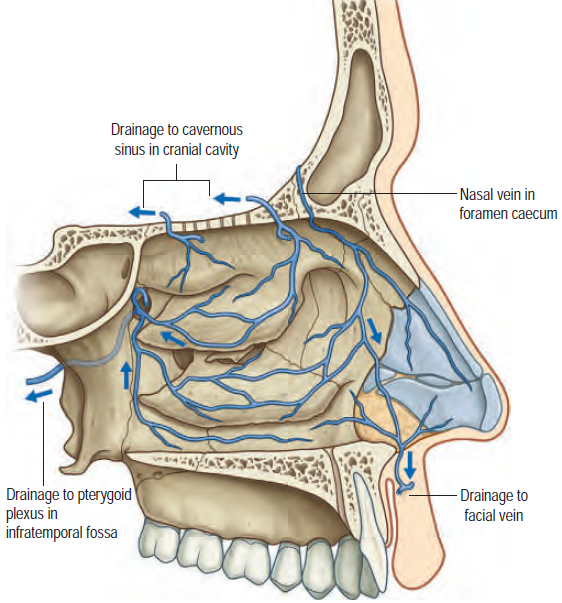 Drainage to cavernous
sinus in cranial cavity
Nasal vein in
foramen caecum
Drainage to pterygoid
plexus in
infratemporal fossa
Drainage to
facial vein